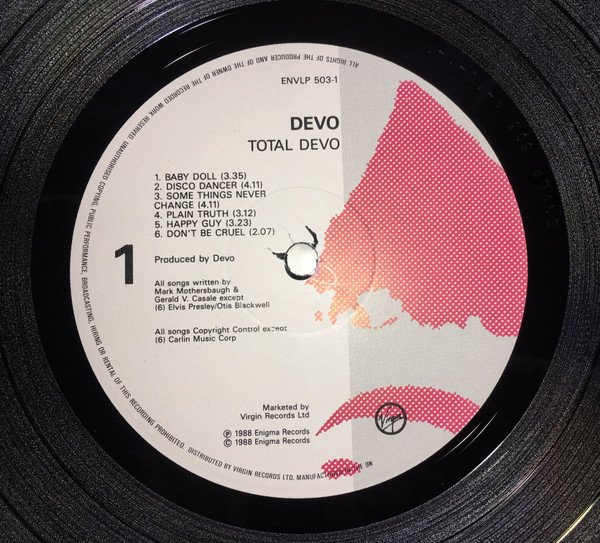 ENVLP 503-1
DEVO
TOTAL DEVO
1. BABY DOLL (3.35)
2. DISCO DANCER (4.11)
3. SOME THINGS NEVER
CHANGE (4.11)
4. PLAIN TRUTH (3.12)
5. HAPPY GUY (3.23)
6. DON'T BE CRUEL (2.07)
1
Produced by Devo
All songs written by
Mark Mothersbaugh &
Gerald V. Casale except
(6) Elvis Presley/Otis Blackwell
All songs Copyright Control except
(6) Carlin Music Corp
Marketed by
Virgin Records Ltd
Ⓟ 1988 Enigma Records
© 1988 Enigma Records
Virgin
ALL RIGHTS OF THE PRODUCER AND OF THE OWNER OF THE RECORDED WORK RESERVED. UNAUTHORISED COPYING, PUBLIC PERFORMANCE, BROADCASTING, HIRING OR RENTAL OF THIS RECORDING PROHIBITED. DISTRIBUTED BY VIRGIN RECORDS LTD. MANUFACTURED IN THE UK